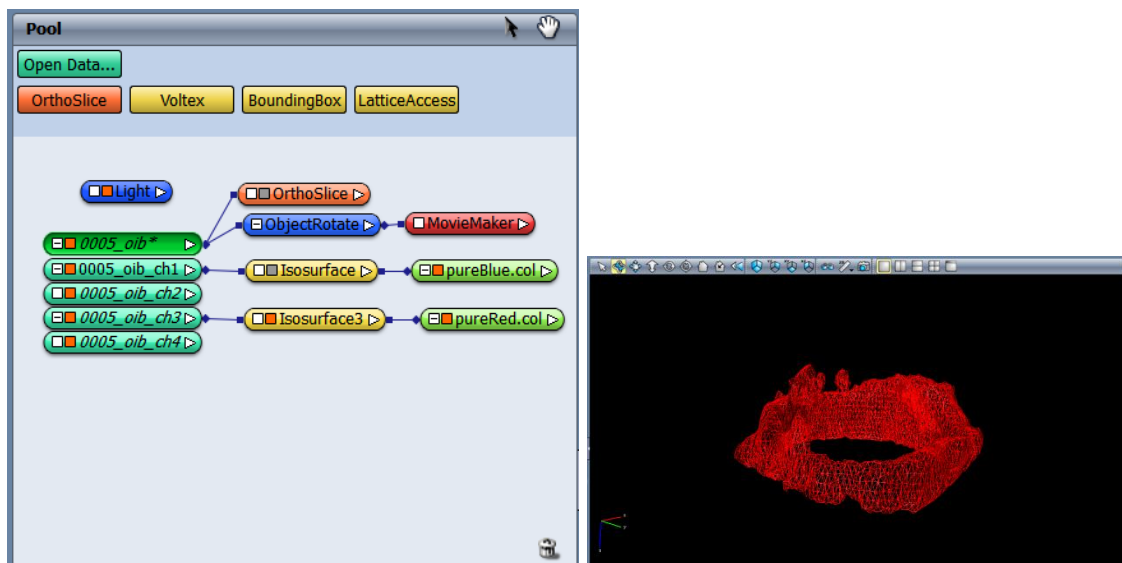 Pool
Open Data...
OrthoSlice Voltex BoundingBox LatticeAccess
Light OrthoSlice
ObjectRotate MovieMaker
0005_oib*
0005_oib_ch1 Isosurface pureBlue.col
0005_oib_ch2
0005_oib_ch3 Isosurface3 pureRed.col
0005_oib_ch4